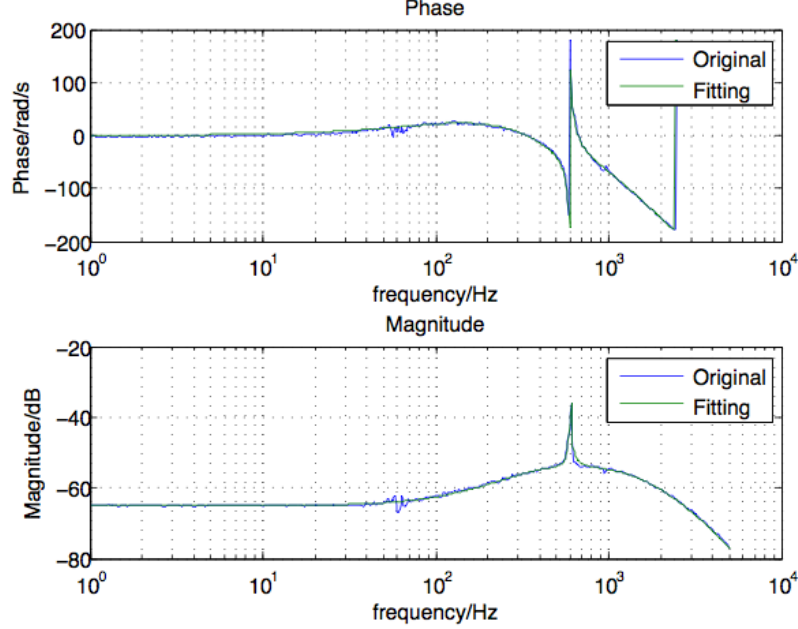 Phase
200
100
0
−100
−200
Phase/rad/s
Original
Fitting
10^0
10^1
10^2
10^3
10^4
frequency/Hz
Magnitude
−20
−40
−60
−80
Magnitude/dB
Original
Fitting
10^0
10^1
10^2
10^3
10^4
frequency/Hz